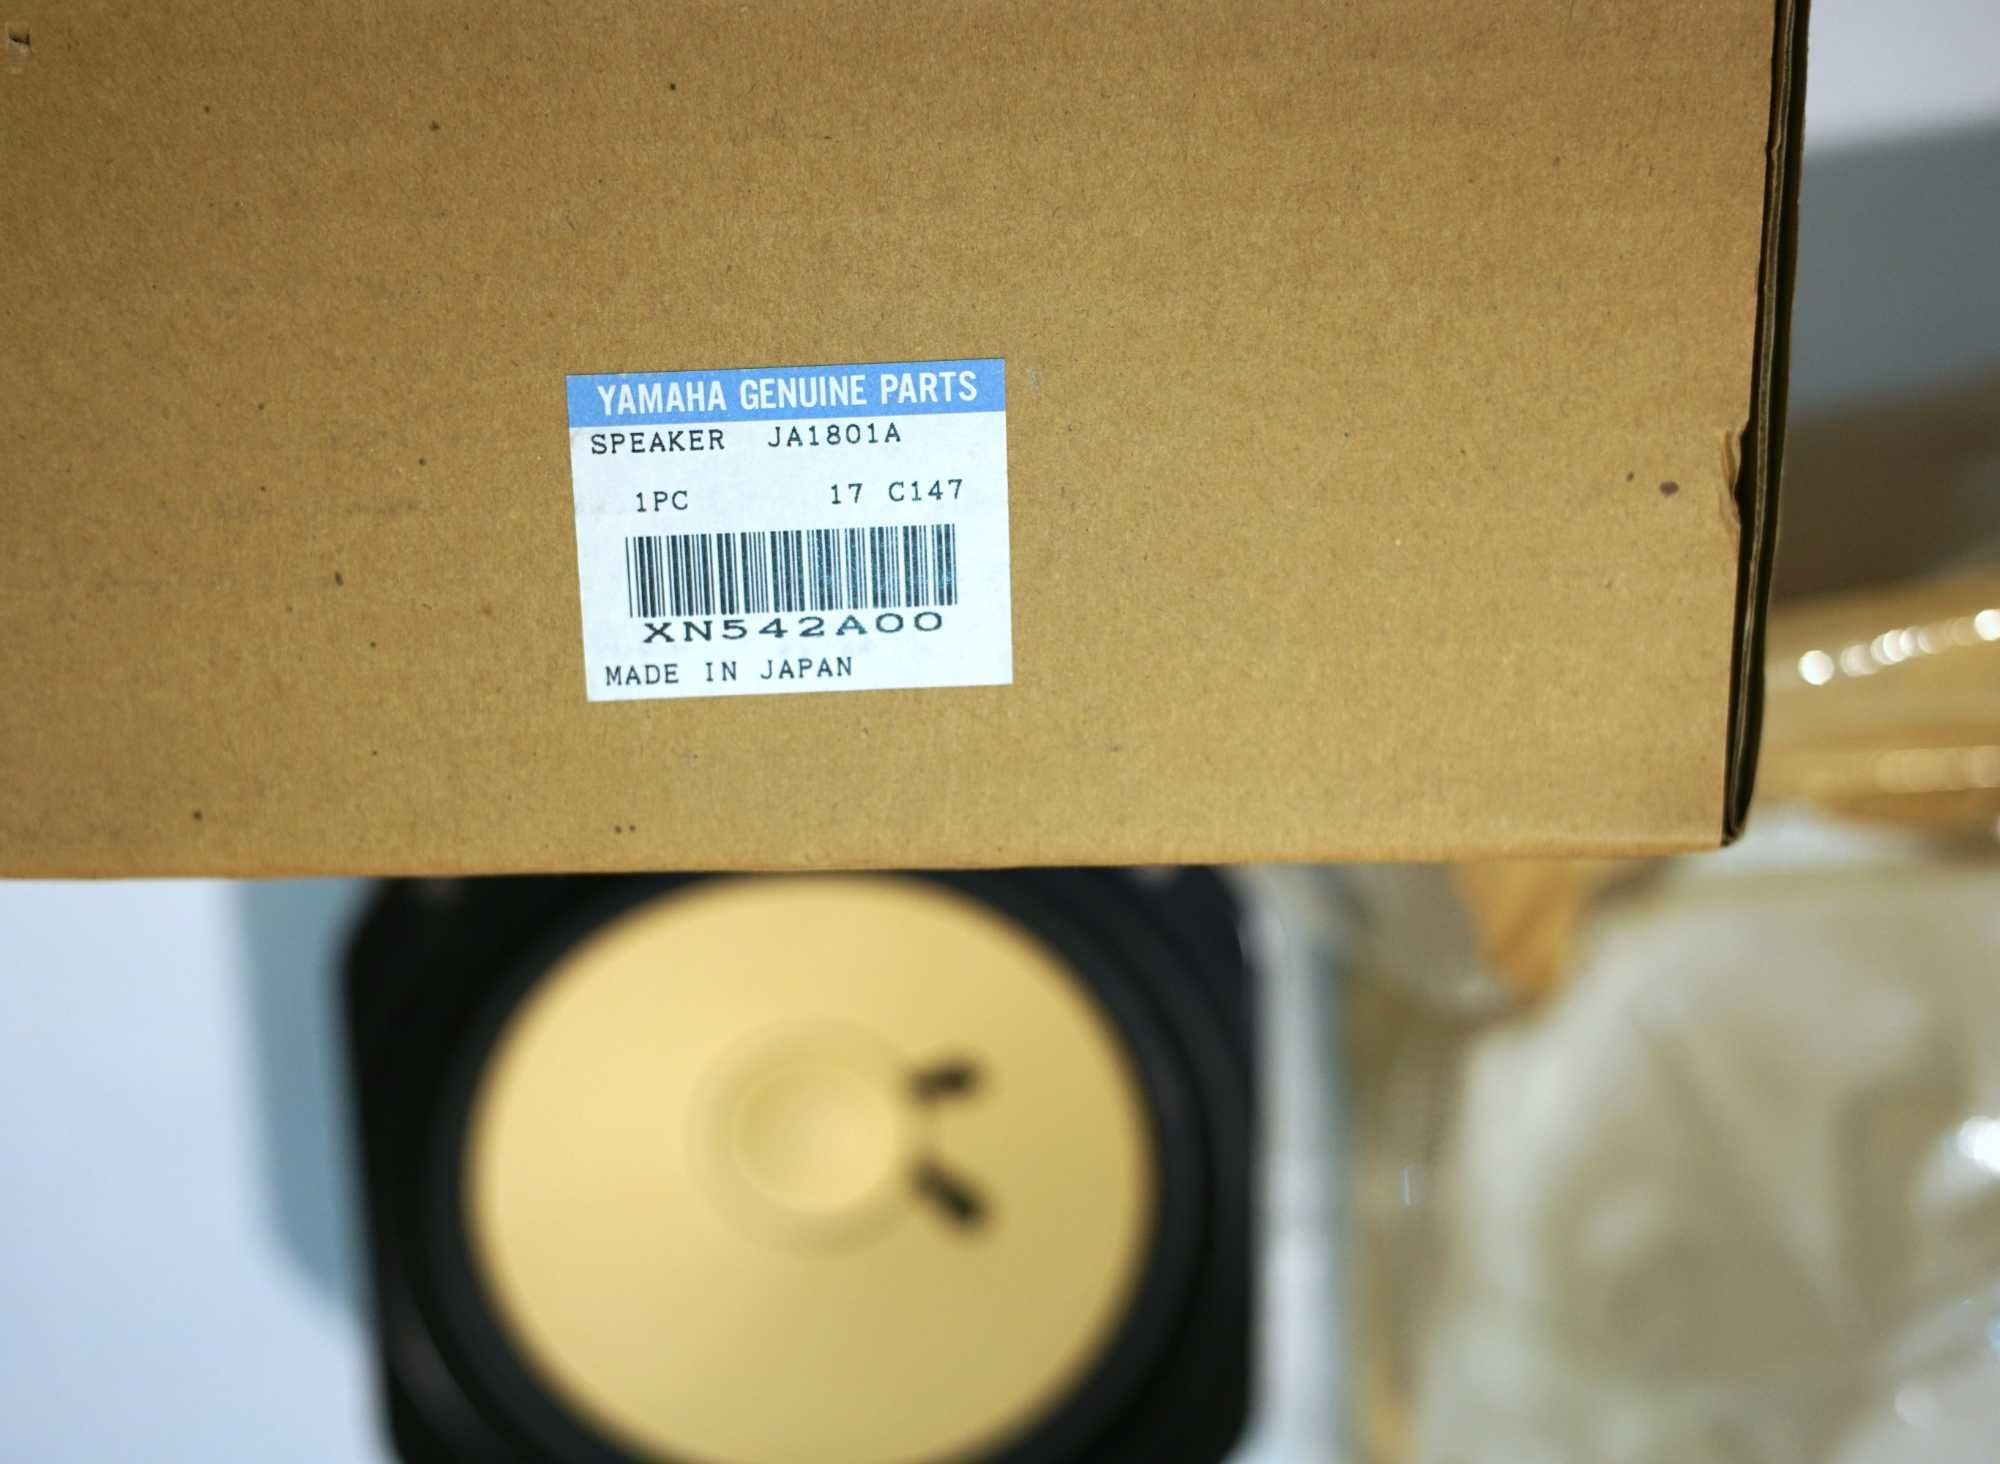 YAMAHA GENUINE PARTS
SPEAKER JA1801A
1PC 17 C147
XN542A00
MADE IN JAPAN